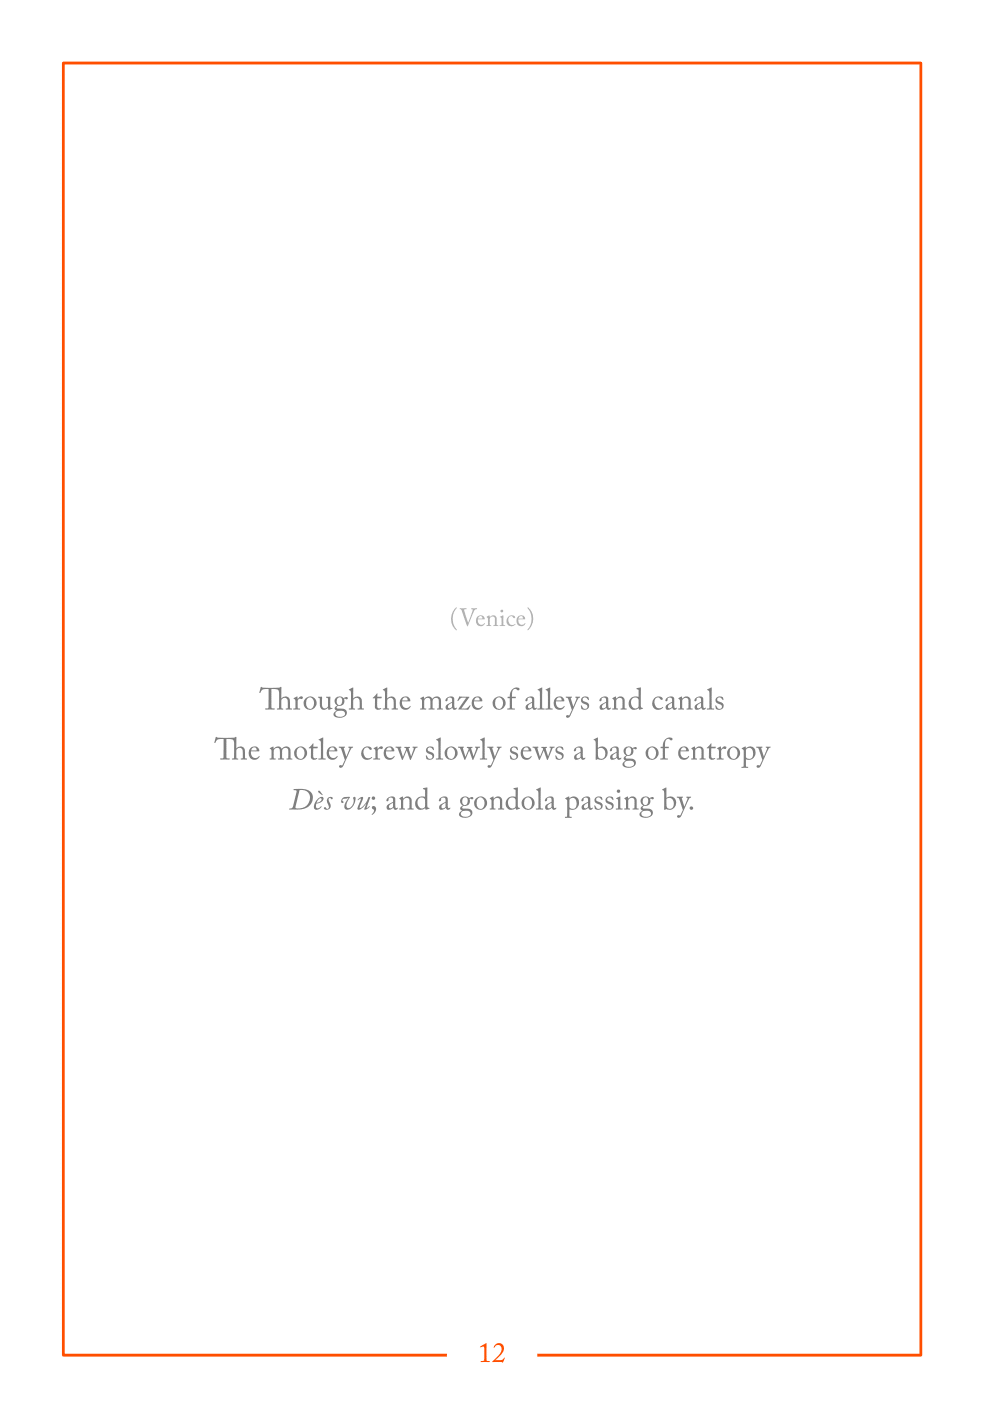 (Venice)
Through the maze of alleys and canals
The motley crew slowly sews a bag of entropy
Dès vu; and a gondola passing by.
12